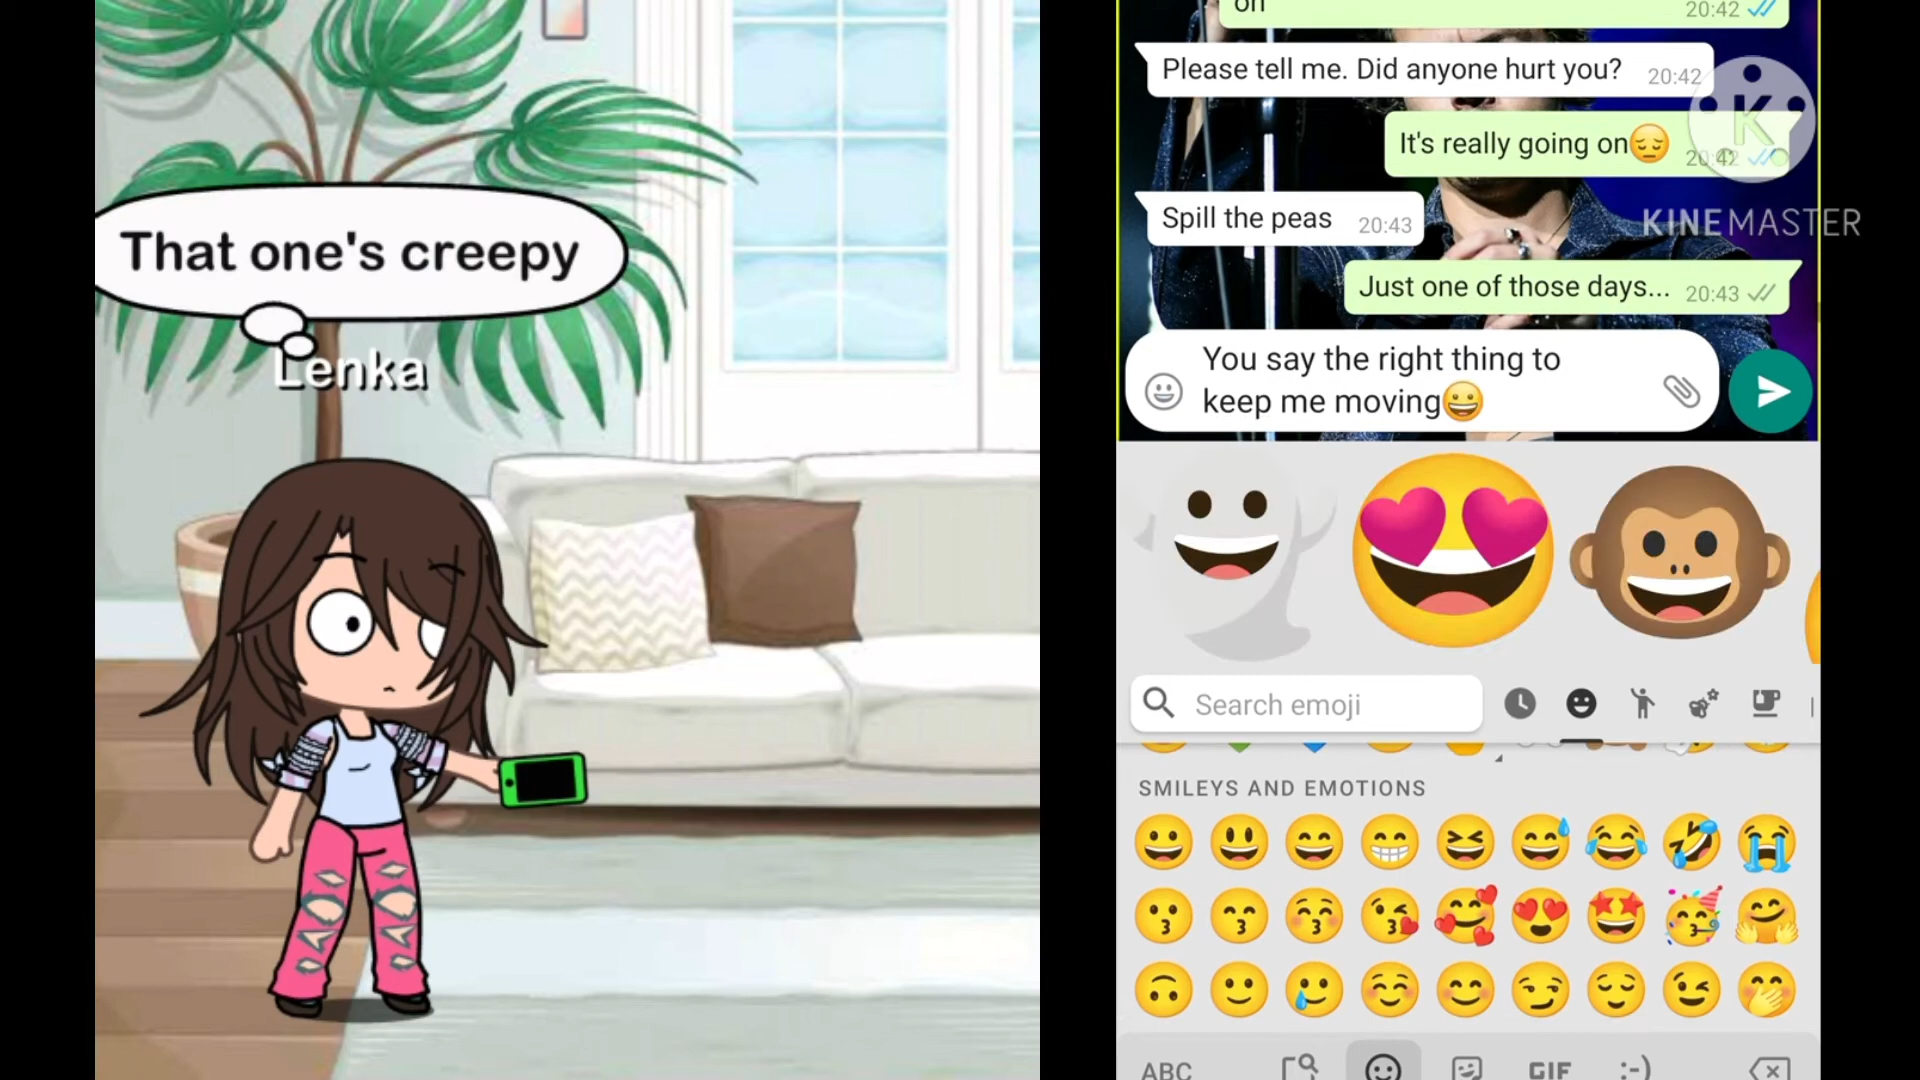 That one's creepy
Lenka
on
20:42
Please tell me. Did anyone hurt you? 20:42
It's really going on😔 20:42
Spill the peas 20:43
KINEMASTER
K
Just one of those days... 20:43
You say the right thing to
keep me moving😀
Search emoji
SMILEYS AND EMOTIONS
ABC
GIF
:-)